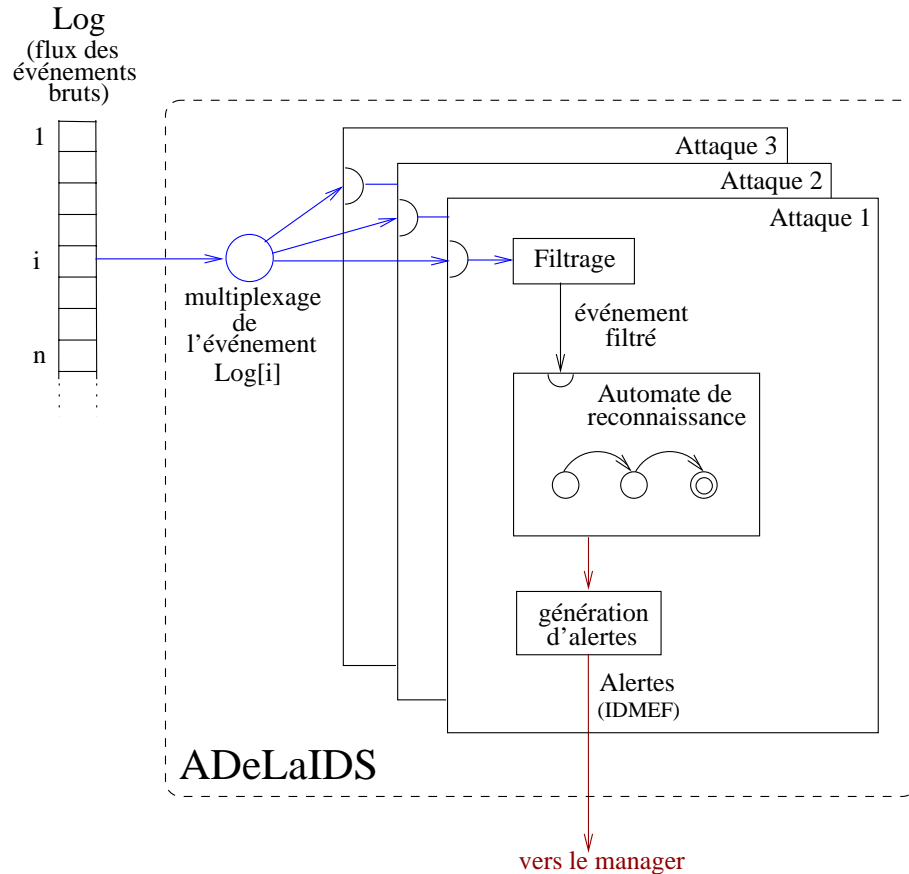 Log
(flux des
événements
bruts)
1
i
n
multiplexage
de
l'événement
Log[i]
Attaque 3
Attaque 2
Attaque 1
Filtrage
événement
filtré
Automate de
reconnaissance
génération
d'alertes
Alertes
(IDMEF)
ADeLaIDS
vers le manager